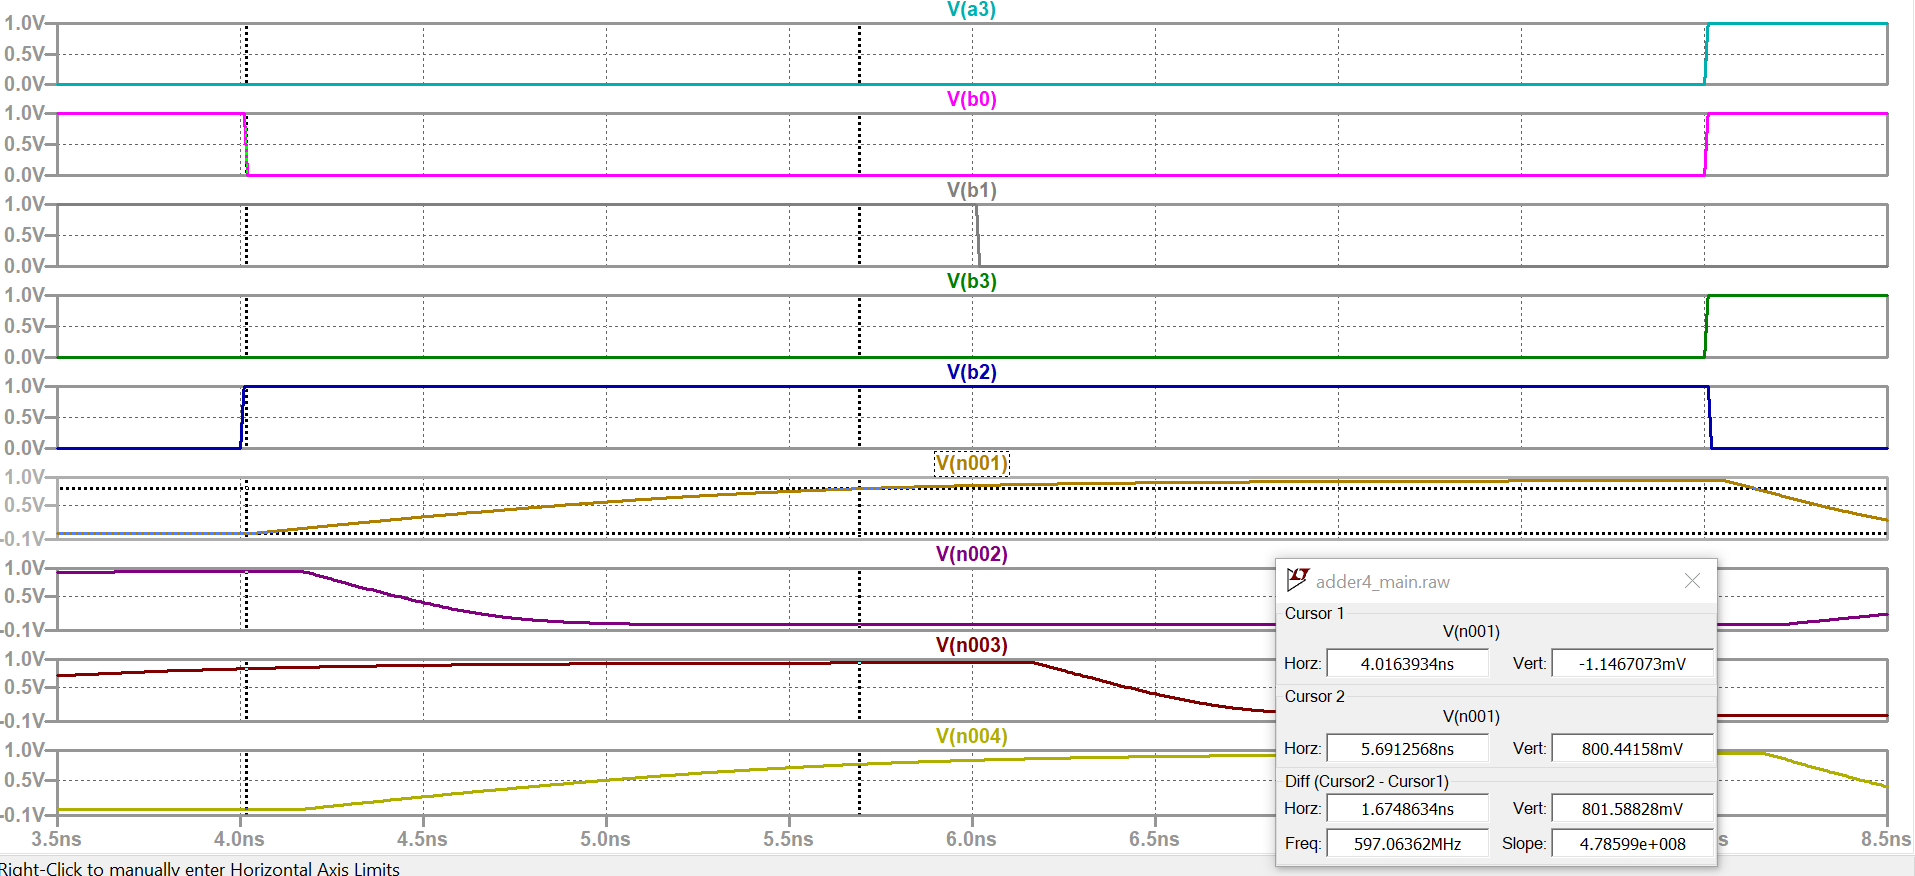 V(a3)
1.0V
0.5V
0.0V
V(b0)
1.0V
0.5V
0.0V
V(b1)
1.0V
0.5V
0.0V
V(b3)
1.0V
0.5V
0.0V
V(b2)
1.0V
0.5V
0.0V
V(n001)
1.0V
0.5V
-0.1V
V(n002)
1.0V
0.5V
-0.1V
V(n003)
1.0V
0.5V
-0.1V
V(n004)
1.0V
0.5V
-0.1V
3.5ns 4.0ns 4.5ns 5.0ns 5.5ns 6.0ns 6.5ns s 8.5ns
adder4_main.raw
Cursor 1
V(n001)
Horz: 4.0163934ns Vert: -1.1467073mV
Cursor 2
V(n001)
Horz: 5.6912568ns Vert: 800.44158mV
Diff (Cursor2 - Cursor1)
Horz: 1.6748634ns Vert: 801.58828mV
Freq: 597.06362MHz Slope: 4.78599e+008
Right-Click to manually enter Horizontal Axis Limits